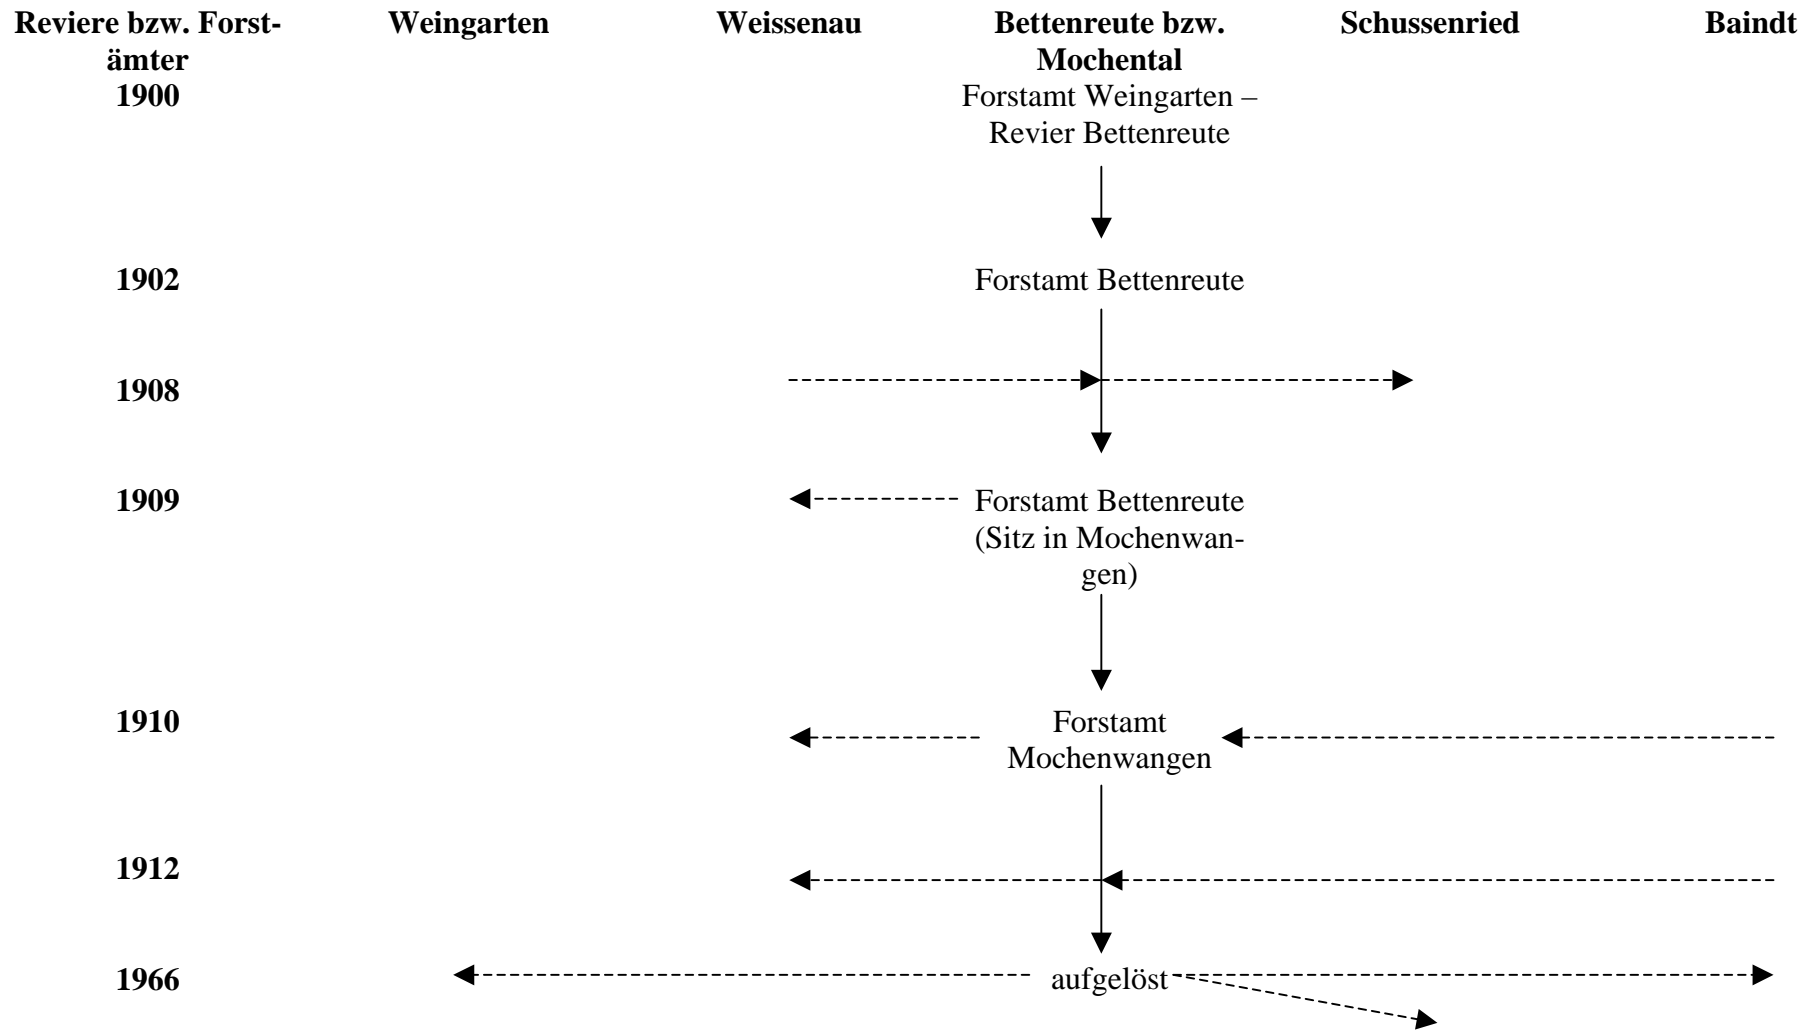 Reviere bzw. Forst- Weingarten Weissenau Bettenreute bzw. Schussenried Baindt
ämter Mochental
1900 Forstamt Weingarten –
Revier Bettenreute
1902 Forstamt Bettenreute
1908
1909 Forstamt Bettenreute
(Sitz in Mochenwan-
gen)
1910 Forstamt
Mochenwangen
1912
1966 aufgelöst